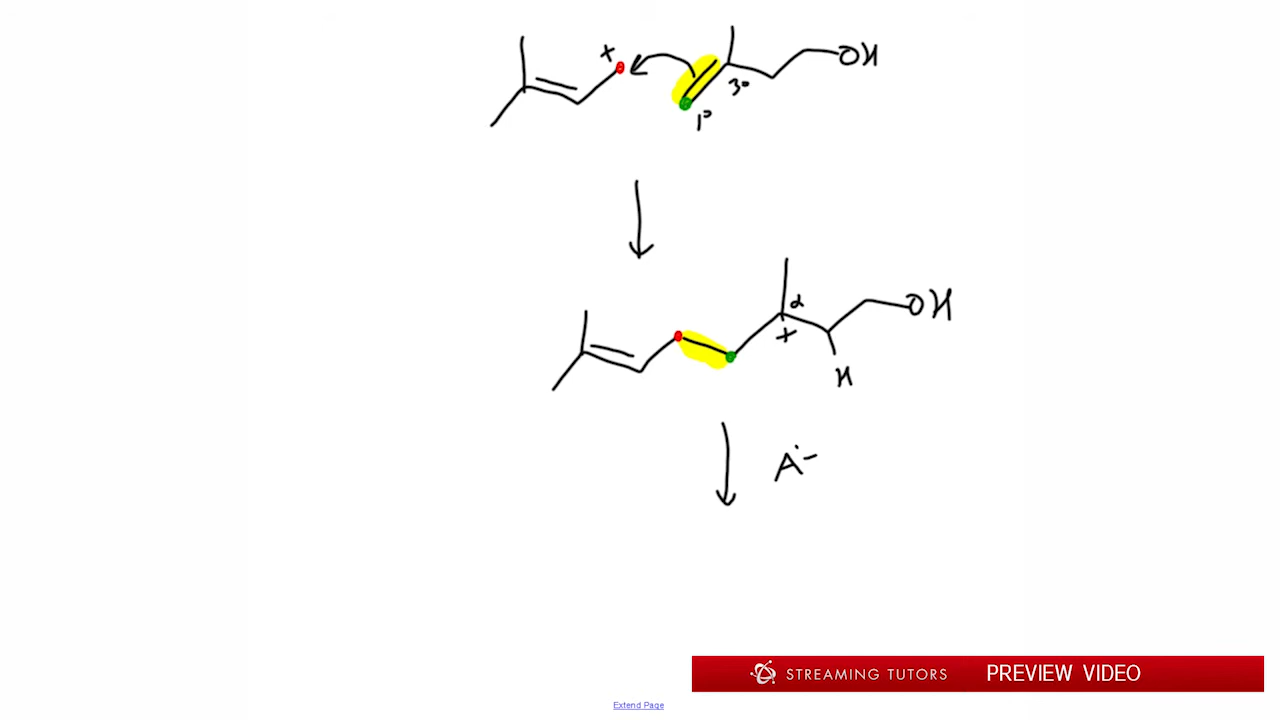 +
OH
3°
1°
α
+
OH
H
A:-
STREAMING TUTORS PREVIEW VIDEO
Extend Page